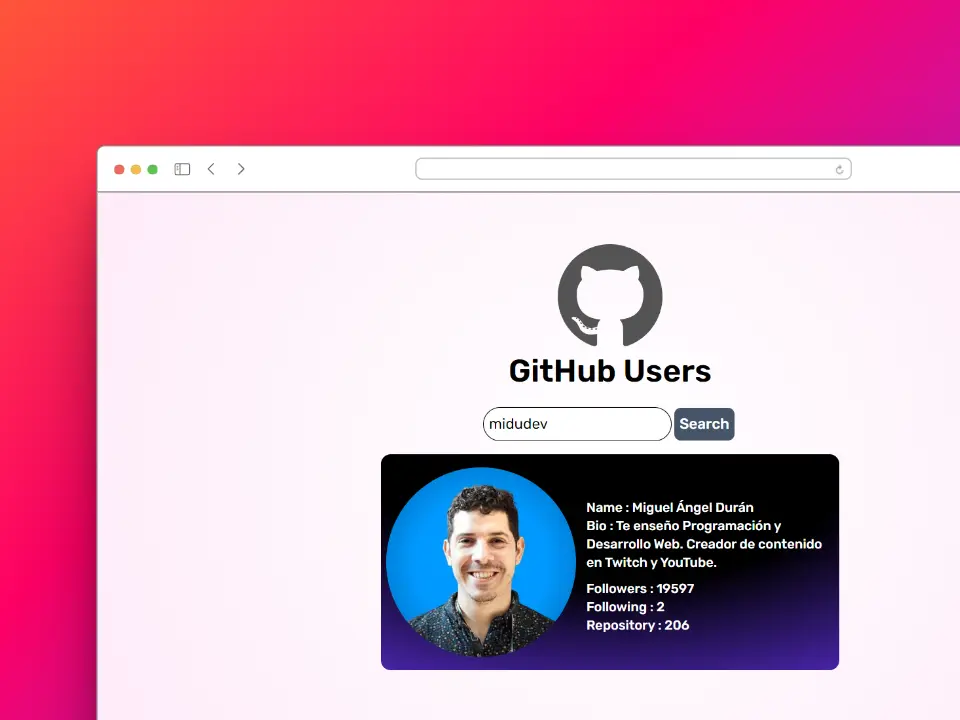 GitHub Users
midudev
Search
Name : Miguel Ángel Durán
Bio : Te enseño Programación y
Desarrollo Web. Creador de contenido
en Twitch y YouTube.
Followers : 19597
Following : 2
Repository : 206